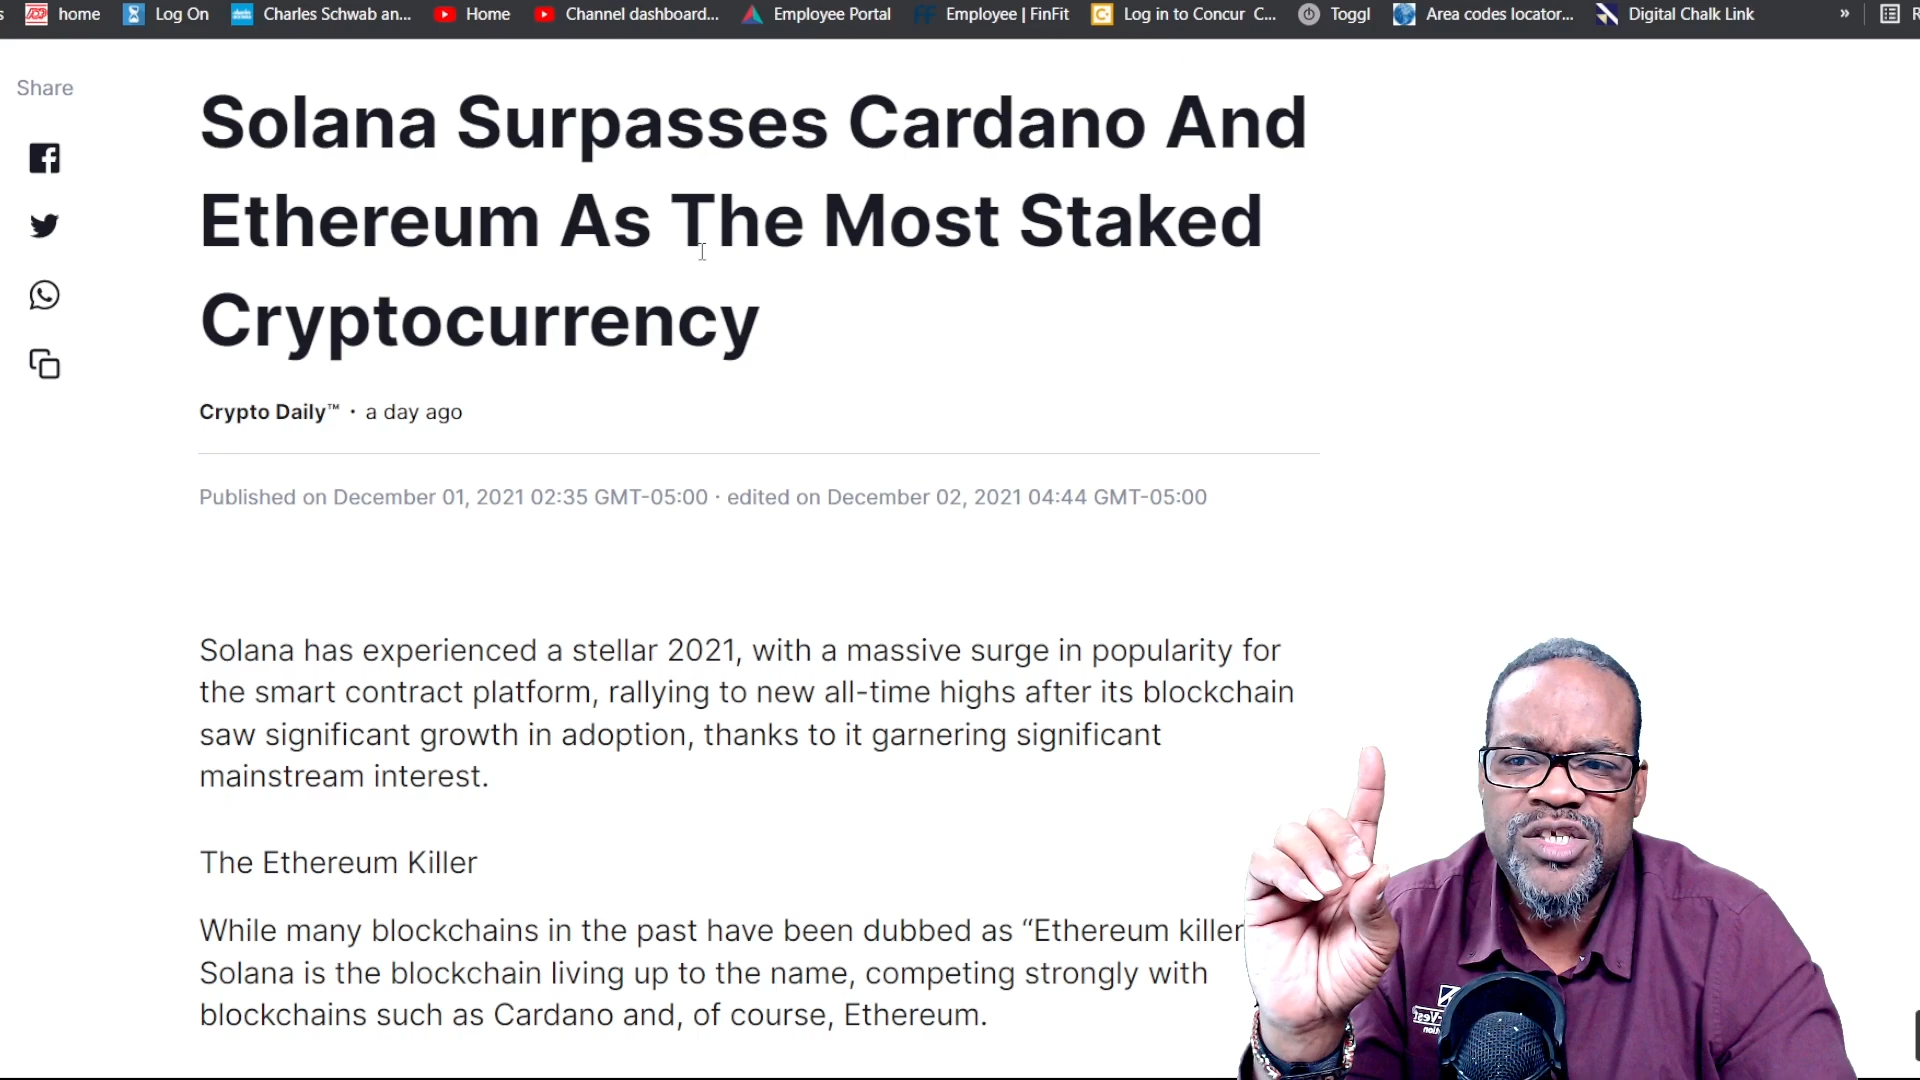 home
Log On
Charles Schwab an...
Home
Channel dashboard...
Employee Portal
FF Employee | FinFit
Log in to Concur C...
Toggl
Area codes locator...
Digital Chalk Link
»
Share
Solana Surpasses Cardano And
Ethereum As The Most Staked
Cryptocurrency
Crypto Daily™ · a day ago
Published on December 01, 2021 02:35 GMT-05:00 · edited on December 02, 2021 04:44 GMT-05:00
Solana has experienced a stellar 2021, with a massive surge in popularity for
the smart contract platform, rallying to new all-time highs after its blockchain
saw significant growth in adoption, thanks to it garnering significant
mainstream interest.
The Ethereum Killer
While many blockchains in the past have been dubbed as “Ethereum killer
Solana is the blockchain living up to the name, competing strongly with
blockchains such as Cardano and, of course, Ethereum.